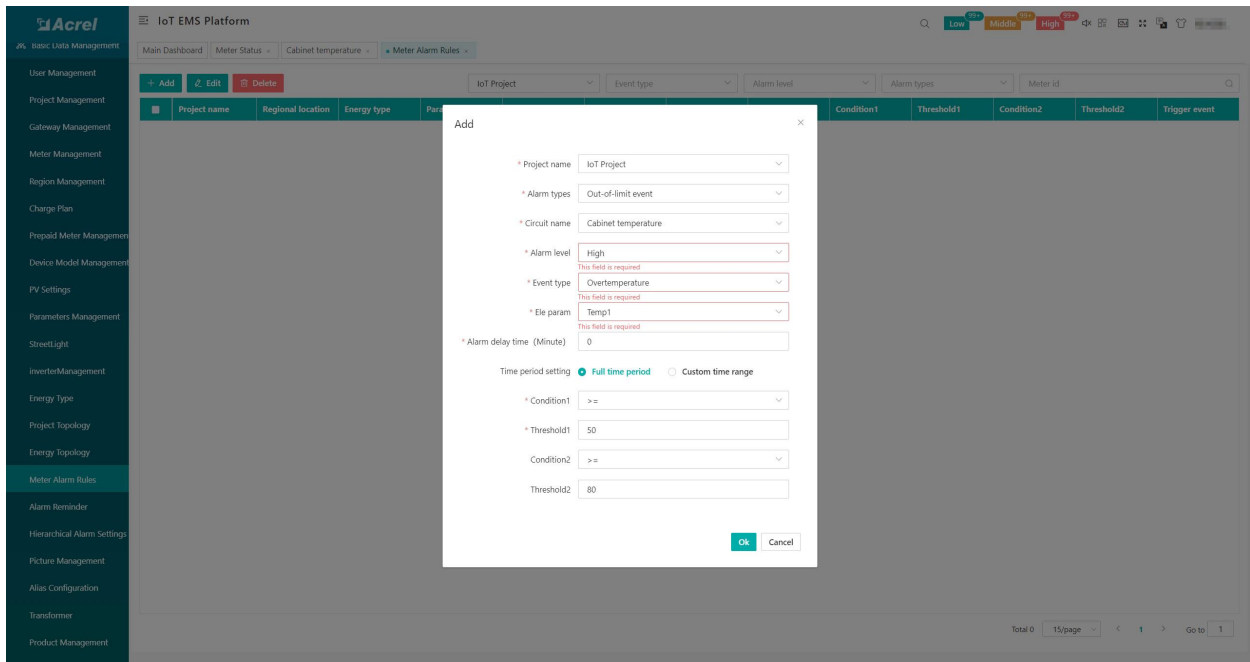 Acrel
IoT EMS Platform
Low 99+ Middle 99+ High 99+
Basic Data Management
Main Dashboard Meter Status Cabinet temperature Meter Alarm Rules
User Management
Project Management
Gateway Management
Meter Management
Region Management
Charge Plan
Prepaid Meter Managemen
Device Model Management
PV Settings
Parameters Management
StreetLight
inverterManagement
Energy Type
Project Topology
Energy Topology
Meter Alarm Rules
Alarm Reminder
Hierarchical Alarm Settings
Picture Management
Alias Configuration
Transformer
Product Management
+ Add Edit Delete
IoT Project Event type Alarm level Alarm types Meter id
Project name Regional location Energy type Para Condition1 Threshold1 Condition2 Threshold2 Trigger event
Add
* Project name IoT Project
* Alarm types Out-of-limit event
* Circuit name Cabinet temperature
* Alarm level High
This field is required
* Event type Overtemperature
This field is required
* Ele param Temp1
This field is required
* Alarm delay time (Minute) 0
Time period setting Full time period Custom time range
* Condition1 >=
* Threshold1 50
Condition2 >=
Threshold2 80
Ok Cancel
Total 0 15/page < 1 > Go to 1